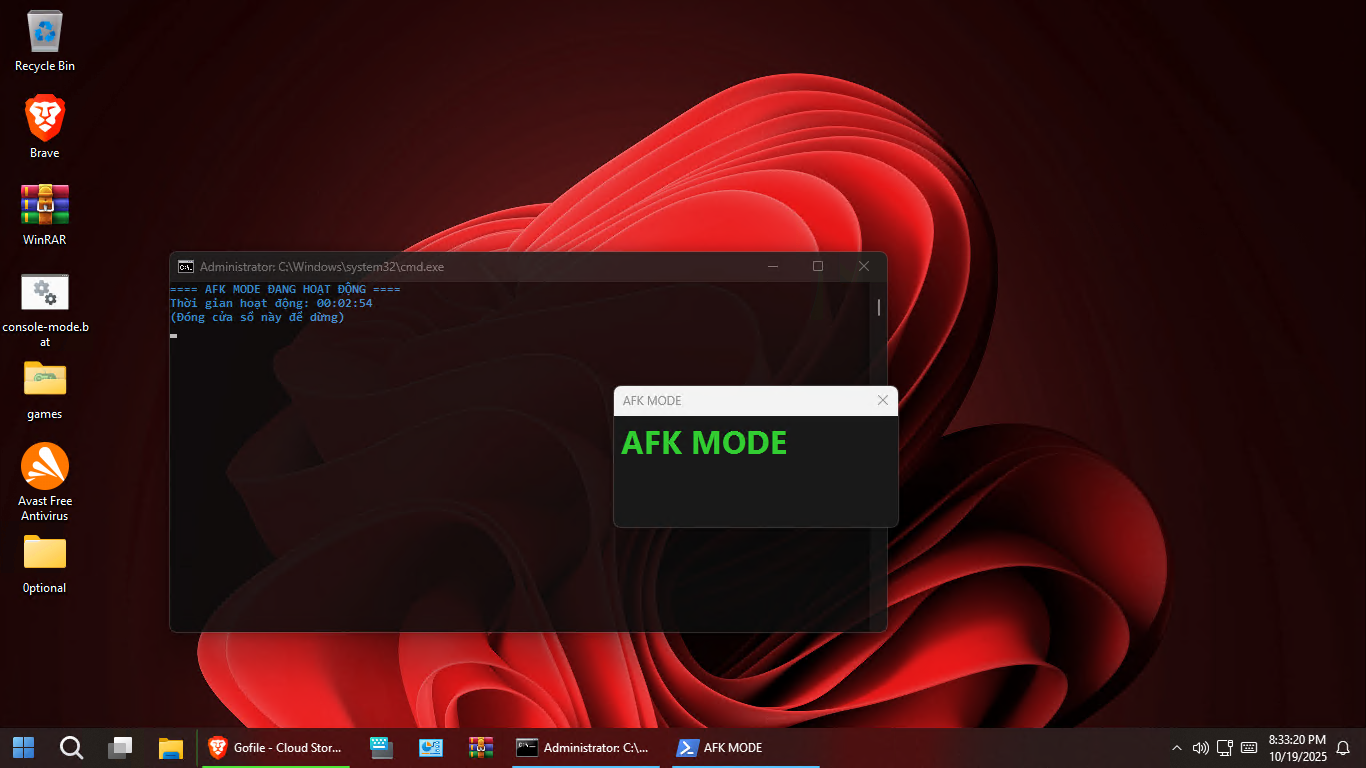 Recycle Bin
Brave
WinRAR
console-mode.b
at
games
Avast Free
Antivirus
0ptional
Administrator: C:\Windows\system32\cmd.exe
==== AFK MODE ĐANG HOẠT ĐỘNG ====
Thời gian hoạt động: 00:02:54
(Đóng cửa sổ này để dừng)
AFK MODE
AFK MODE
Gofile - Cloud Stor...
Administrator: C:\...
AFK MODE
8:33:20 PM
10/19/2025